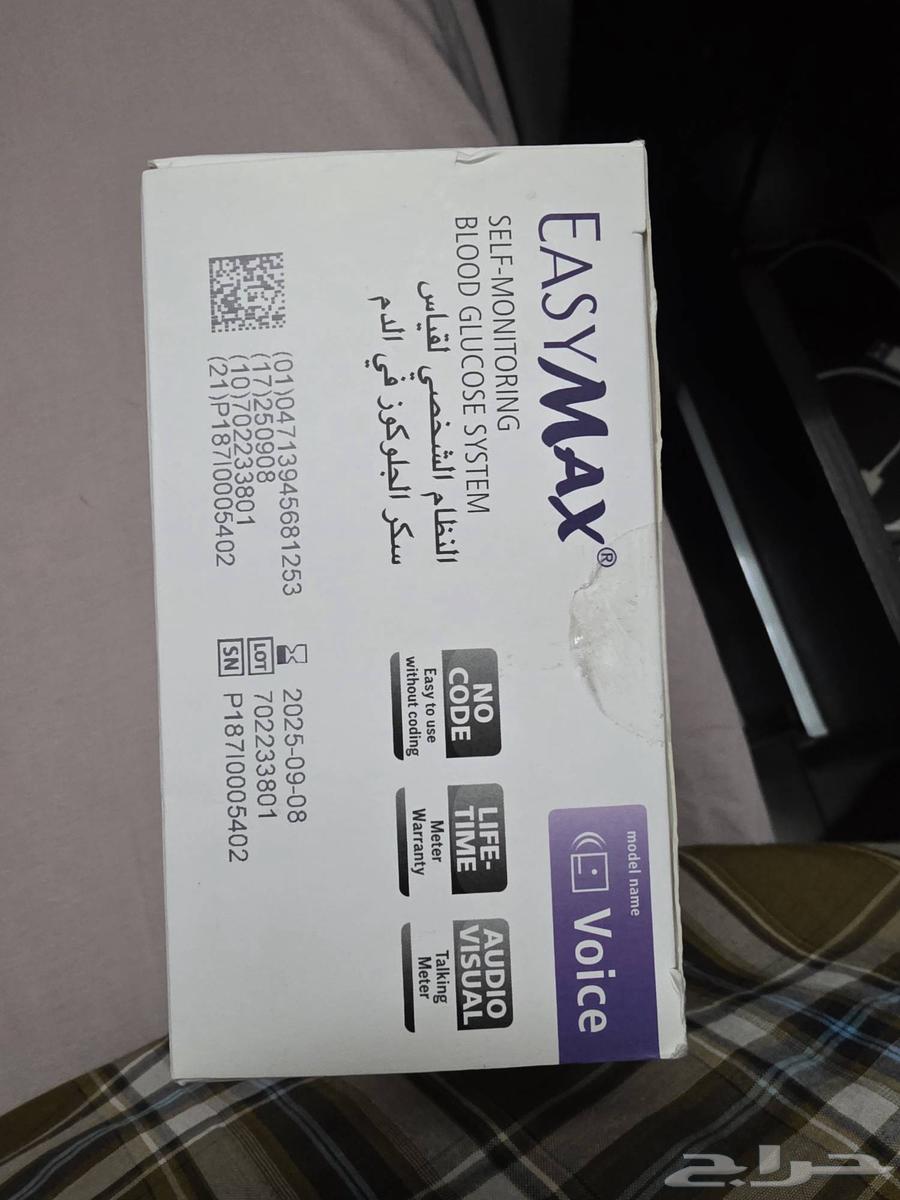 EASYMAX®
SELF-MONITORING
BLOOD GLUCOSE SYSTEM
النظام الشخصي لقياس
سكر الجلوكوز في الدم
(01)04713945681253
(17)250908
(10)702233801
(21)P187I0005402
model name
Voice
NO
CODE
Easy to use
without coding
LIFE-
TIME
Meter
Warranty
AUDIO
VISUAL
Talking
Meter
2025-09-08
LOT 702233801
SN P187I0005402
حراج